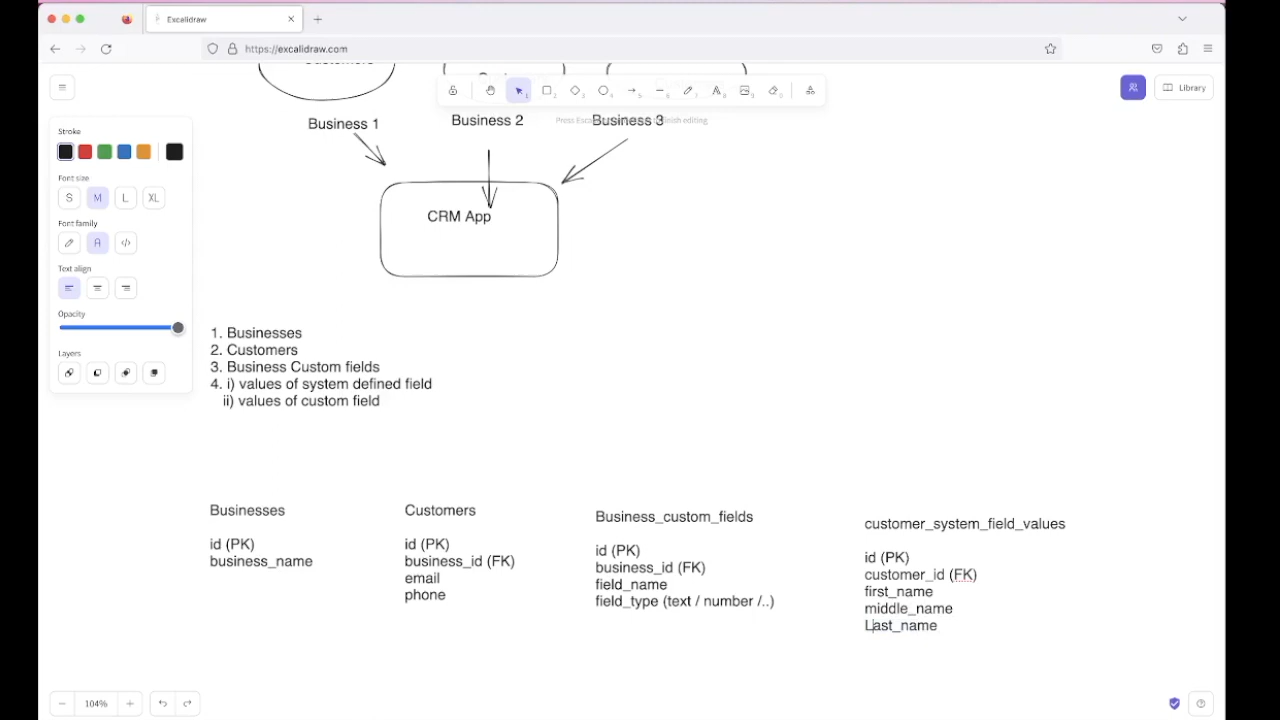 Excalidraw
https://excalidraw.com
Library
Stroke
Font size
S M L XL
Font family
A
Text align
Opacity
Layers
Customers
Business 1
Business 2
Business 3
CRM App
1. Businesses
2. Customers
3. Business Custom fields
4. i) values of system defined field
ii) values of custom field
Businesses
id (PK)
business_name
Customers
id (PK)
business_id (FK)
email
phone
Business_custom_fields
id (PK)
business_id (FK)
field_name
field_type (text / number /..)
customer_system_field_values
id (PK)
customer_id (FK)
first_name
middle_name
Last_name
104%